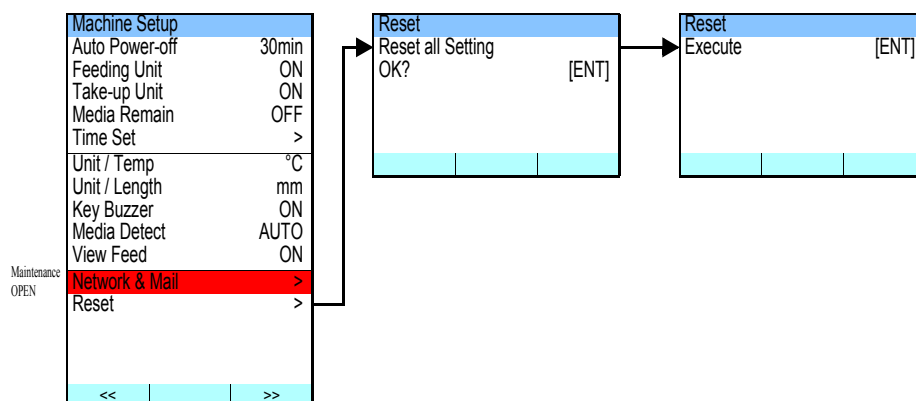 Machine Setup
Auto Power-off 30min
Feeding Unit ON
Take-up Unit ON
Media Remain OFF
Time Set >
Unit / Temp °C
Unit / Length mm
Key Buzzer ON
Media Detect AUTO
View Feed ON
Maintenance
OPEN
Network & Mail >
Reset >
<< >>
Reset
Reset all Setting
OK? [ENT]
Reset
Execute [ENT]